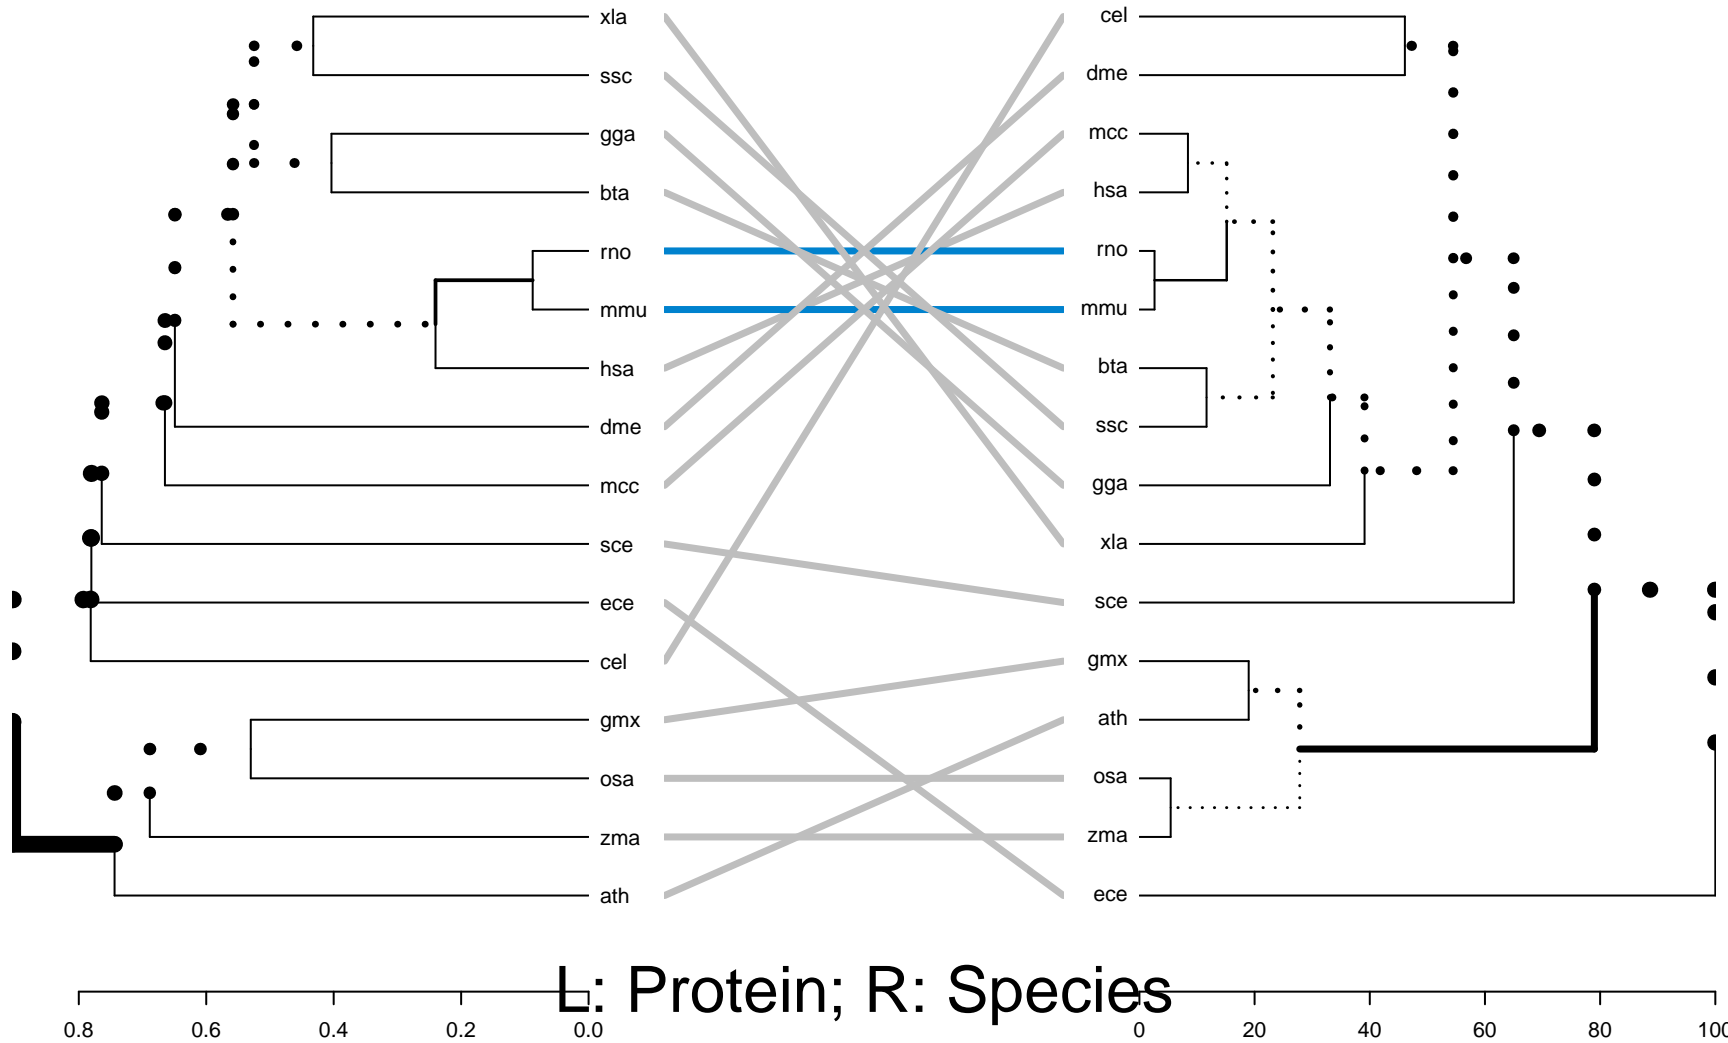 xla cel
ssc dme
gga mcc
bta hsa
rno rno
mmu mmu
hsa bta
dme ssc
mcc gga
sce xla
ece sce
cel gmx
gmx ath
osa osa
zma zma
ath ece
L: Protein; R: Species
0.8 0.6 0.4 0.2 0.0 0 20 40 60 80 100